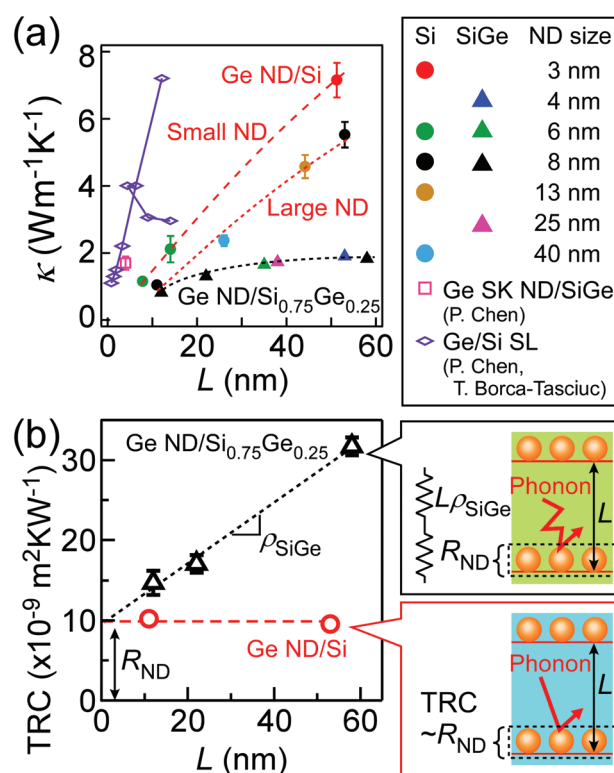 (a)
κ (Wm⁻¹K⁻¹)
8
6
4
2
0
Ge ND/Si
Small ND
Large ND
Ge ND/Si₀.₇₅Ge₀.₂₅
0 10 20 30 40 50 60
L (nm)
Si SiGe ND size
3 nm
4 nm
6 nm
8 nm
13 nm
25 nm
40 nm
Ge SK ND/SiGe
(P. Chen)
Ge/Si SL
(P. Chen,
T. Borca-Tasciuc)
(b)
TRC (x10⁻⁹ m²KW⁻¹)
30
20
10
0
Ge ND/Si₀.₇₅Ge₀.₂₅
ρSiGe
Ge ND/Si
RND
0 20 40 60
L (nm)
Phonon
LρSiGe
L
RND
Phonon
L
TRC
~RND